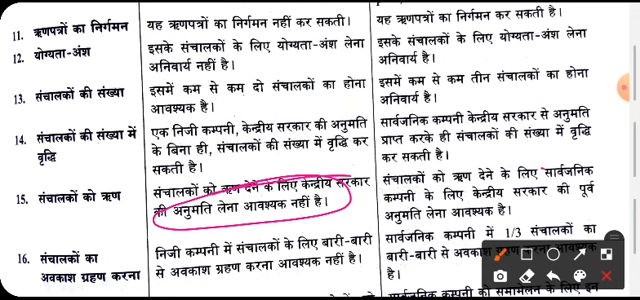 11. ऋणपत्रों का निर्गमन
यह ऋणपत्रों का निर्गमन नहीं कर सकती।
यह ऋणपत्रों का निर्गमन कर सकती है।
12. योग्यता-अंश
इसके संचालकों के लिए योग्यता-अंश लेना
अनिवार्य नहीं है।
इसके संचालकों के लिए योग्यता-अंश लेना
अनिवार्य है।
13. संचालकों की संख्या
इसमें कम से कम दो संचालकों का होना
आवश्यक है।
इसमें कम से कम तीन संचालकों का होना
अनिवार्य है।
14. संचालकों की संख्या में
वृद्धि
एक निजी कम्पनी, केन्द्रीय सरकार की अनुमति
के बिना ही, संचालकों की संख्या में वृद्धि कर
सकती है।
सार्वजनिक कम्पनी केन्द्रीय सरकार से अनुमति
प्राप्त करके ही संचालकों की संख्या में वृद्धि
कर सकती है।
15. संचालकों को ऋण
संचालकों को ऋण देने के लिए केन्द्रीय सरकार
की अनुमति लेना आवश्यक नहीं है।
संचालकों को ऋण देने के लिए सार्वजनिक
कम्पनी के लिए केन्द्रीय सरकार की पूर्व
अनुमति लेना आवश्यक है।
16. संचालकों का
अवकाश ग्रहण करना
निजी कम्पनी में संचालकों के लिए बारी-बारी
से अवकाश ग्रहण करना आवश्यक नहीं है।
सार्वजनिक कम्पनी में 1/3 संचालकों का
बारी-बारी से अवकाश ग्रहण करना आवश्यक
है।